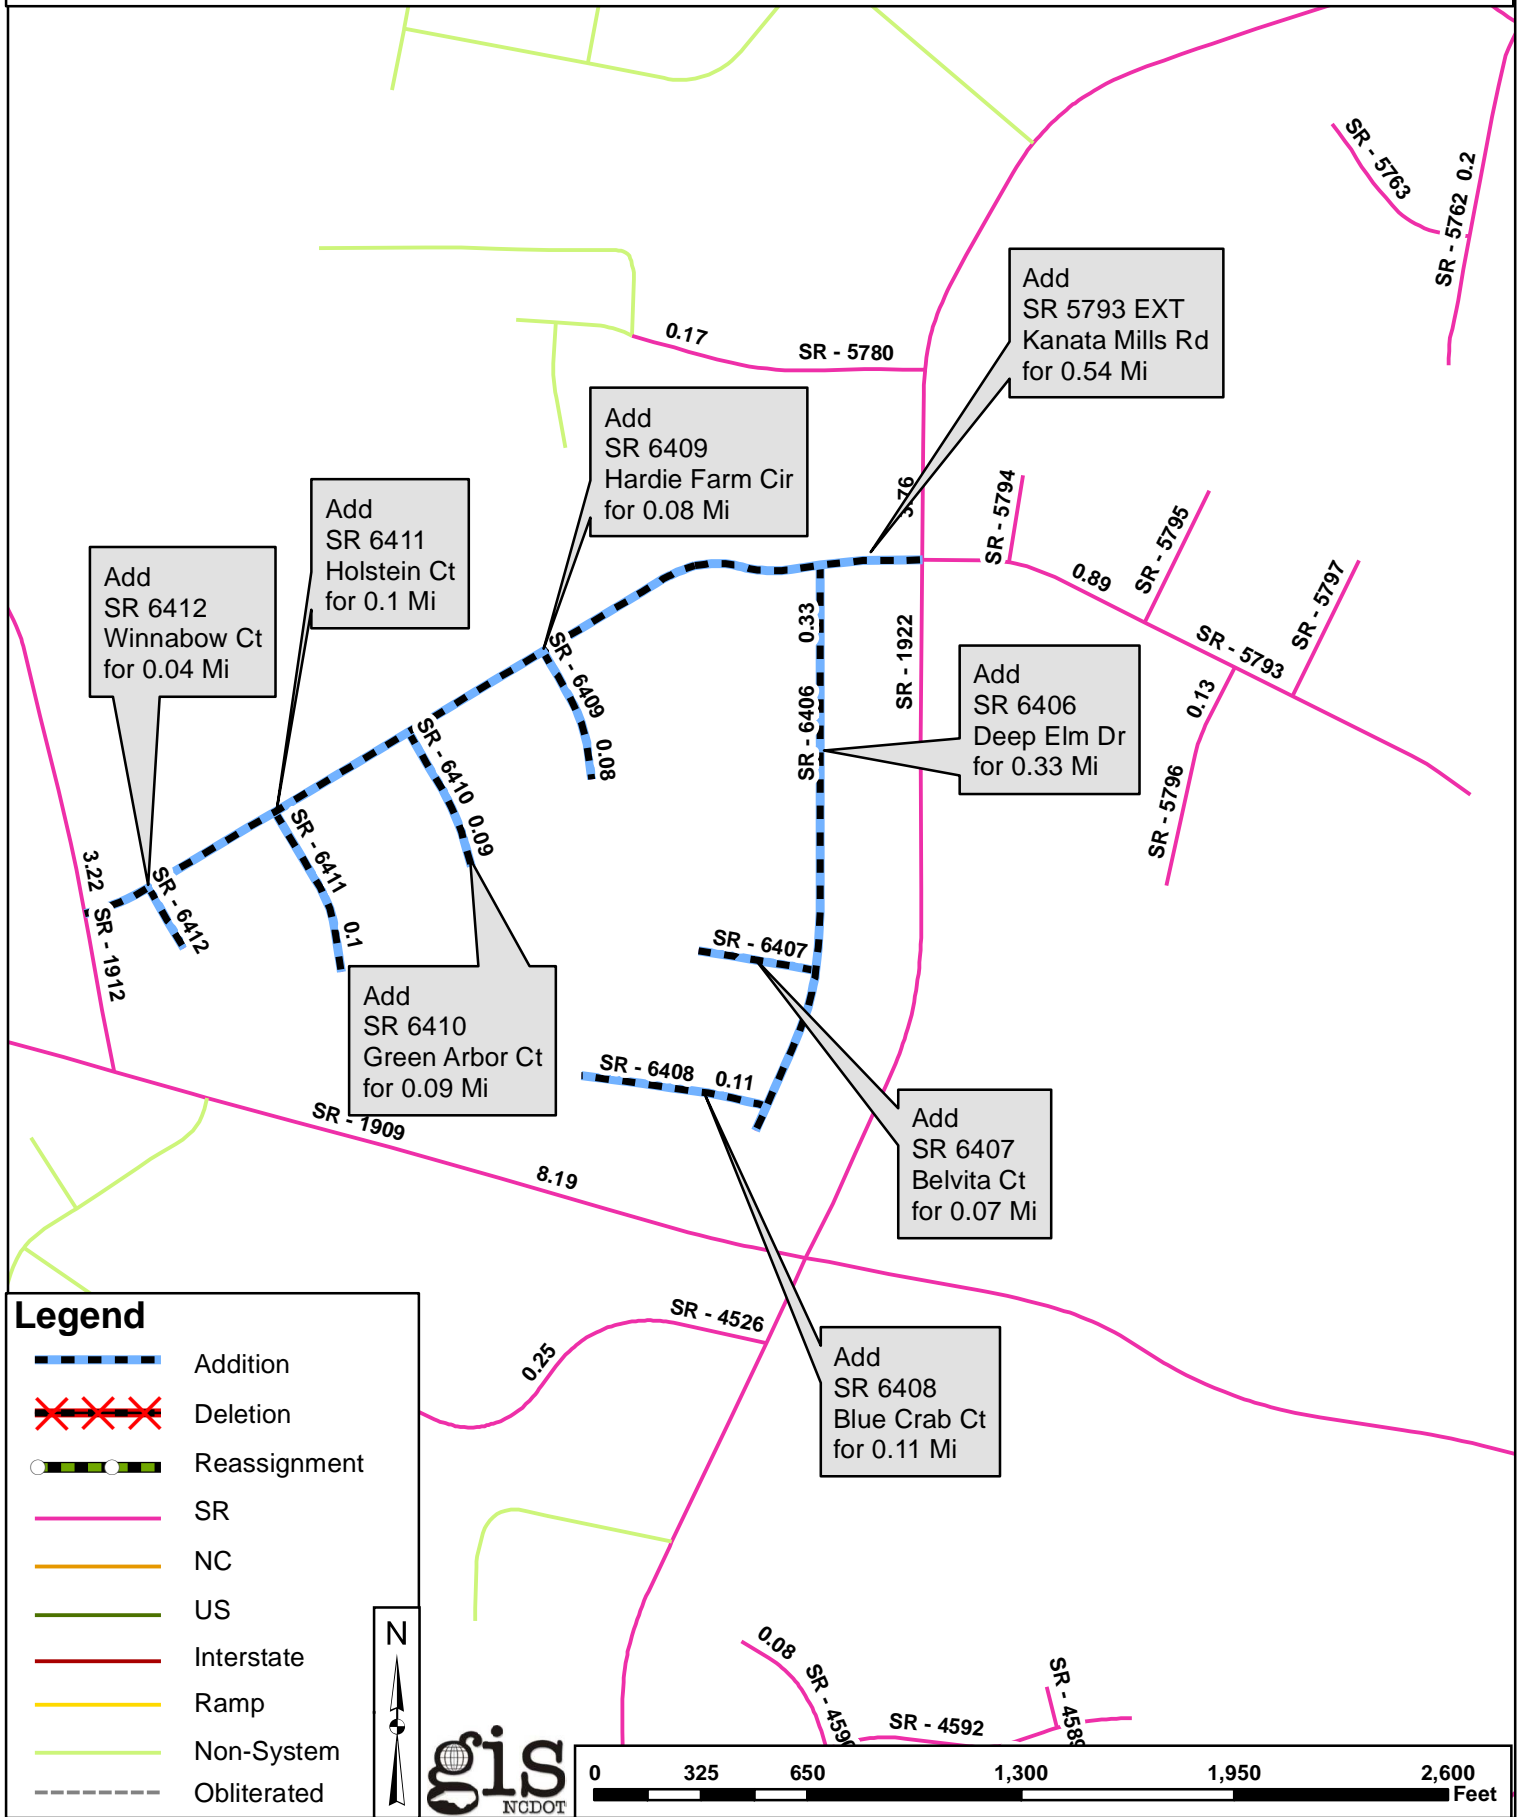 SR - 5763
SR - 5762 0.2
Add
SR 5793 EXT
Kanata Mills Rd
for 0.54 Mi
0.17
SR - 5780
Add
SR 6409
Hardie Farm Cir
for 0.08 Mi
Add
SR 6411
Holstein Ct
for 0.1 Mi
Add
SR 6412
Winnabow Ct
for 0.04 Mi
SR - 5794
SR - 5795
0.89
SR - 5797
SR - 5793
0.13
SR - 5796
0.33
SR - 6406
SR - 1922
Add
SR 6406
Deep Elm Dr
for 0.33 Mi
SR - 6409
0.08
SR - 6410
0.09
SR - 6411
0.1
SR - 6412
3.22
SR - 1912
SR - 6407
Add
SR 6410
Green Arbor Ct
for 0.09 Mi
SR - 6408
0.11
Add
SR 6407
Belvita Ct
for 0.07 Mi
SR - 1909
8.19
SR - 4526
0.25
Add
SR 6408
Blue Crab Ct
for 0.11 Mi
Legend
Addition
Deletion
Reassignment
SR
NC
US
Interstate
Ramp
Non-System
Obliterated
N
gis
NCDOT
0.08
SR - 4590
SR - 4592
SR - 4589
0 325 650 1,300 1,950 2,600
Feet